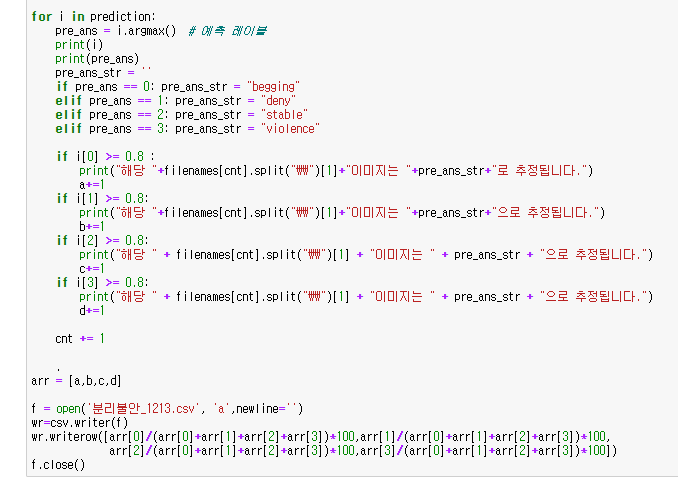 for i in prediction:
    pre_ans = i.argmax()  # 예측 레이블
    print(i)
    print(pre_ans)
    pre_ans_str = ''
    if pre_ans == 0: pre_ans_str = "begging"
    elif pre_ans == 1: pre_ans_str = "deny"
    elif pre_ans == 2: pre_ans_str = "stable"
    elif pre_ans == 3: pre_ans_str = "violence"
    if i[0] >= 0.8 :
        print("해당 "+filenames[cnt].split("₩₩")[1]+"이미지는 "+pre_ans_str+"로 추정됩니다.")
        a+=1
    if i[1] >= 0.8:
        print("해당 "+filenames[cnt].split("₩₩")[1]+"이미지는 "+pre_ans_str+"으로 추정됩니다.")
        b+=1
    if i[2] >= 0.8:
        print("해당 " + filenames[cnt].split("₩₩")[1] + "이미지는 " + pre_ans_str + "으로 추정됩니다.")
        c+=1
    if i[3] >= 0.8:
        print("해당 " + filenames[cnt].split("₩₩")[1] + "이미지는 " + pre_ans_str + "으로 추정됩니다.")
        d+=1
    cnt += 1
    .
arr = [a,b,c,d]
f = open('분리불안_1213.csv', 'a',newline='')
wr=csv.writer(f)
wr.writerow([arr[0]/(arr[0]+arr[1]+arr[2]+arr[3])*100,arr[1]/(arr[0]+arr[1]+arr[2]+arr[3])*100,
            arr[2]/(arr[0]+arr[1]+arr[2]+arr[3])*100,arr[3]/(arr[0]+arr[1]+arr[2]+arr[3])*100])
f.close()